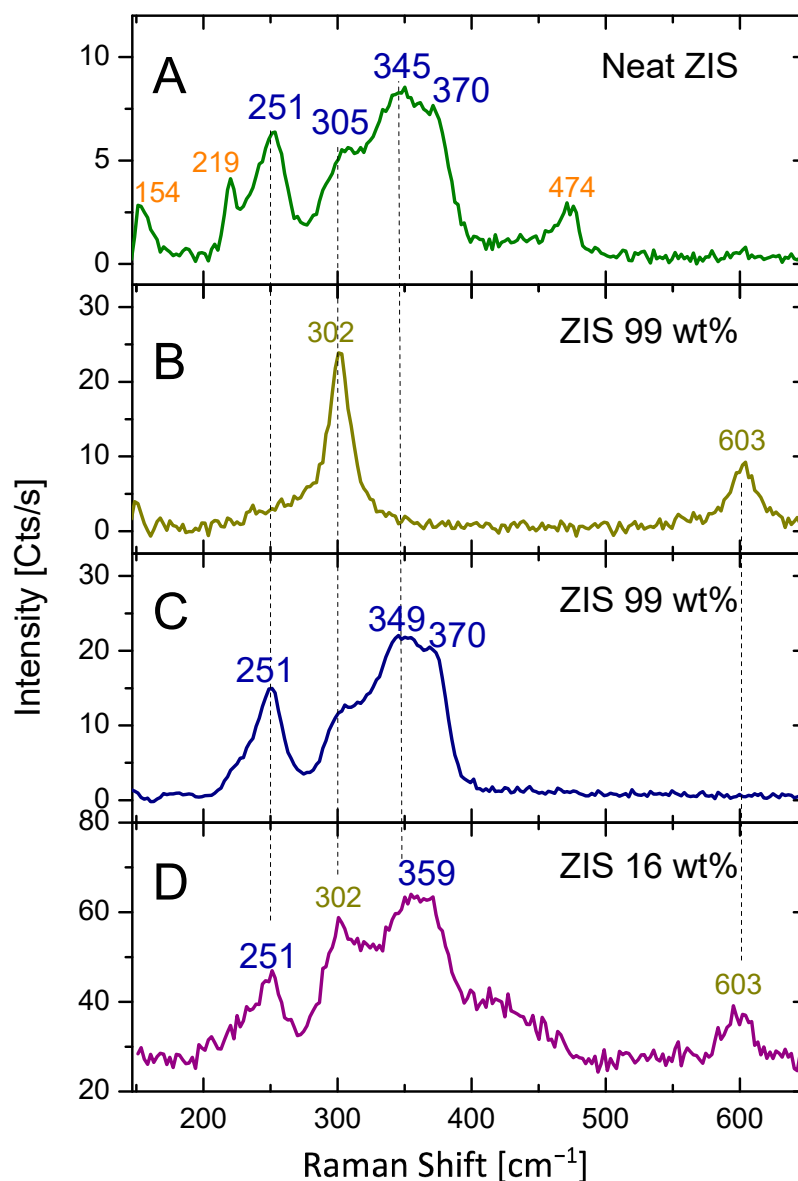 A
Neat ZIS
154
219
251
305
345
370
474
10
5
0
B
ZIS 99 wt%
302
603
30
20
10
0
C
ZIS 99 wt%
251
349
370
30
20
10
0
D
ZIS 16 wt%
251
302
359
603
80
60
40
20
Intensity [Cts/s]
200 300 400 500 600
Raman Shift [cm⁻¹]